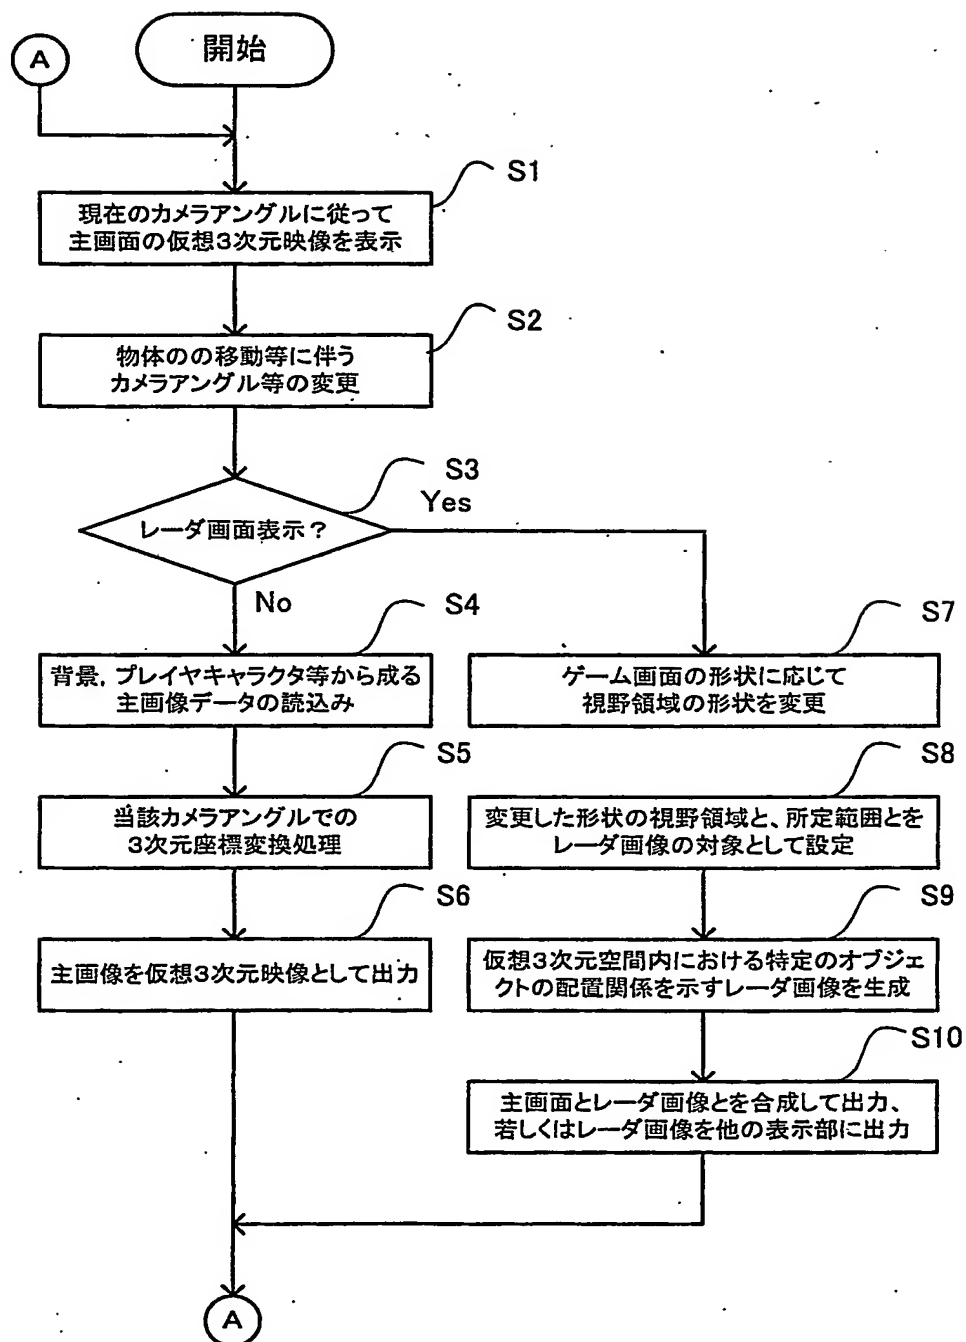 A
開始
S1
現在のカメラアングルに従って
主画面の仮想3次元映像を表示
S2
物体のの移動等に伴う
カメラアングル等の変更
S3
レーダ画面表示?
Yes
No
S4
背景,プレイヤキャラクタ等から成る
主画像データの読込み
S5
当該カメラアングルでの
3次元座標変換処理
S6
主画像を仮想3次元映像として出力
S7
ゲーム画面の形状に応じて
視野領域の形状を変更
S8
変更した形状の視野領域と、所定範囲とを
レーダ画像の対象として設定
S9
仮想3次元空間内における特定のオブジェ
クトの配置関係を示すレーダ画像を生成
S10
主画面とレーダ画像とを合成して出力、
若しくはレーダ画像を他の表示部に出力
A